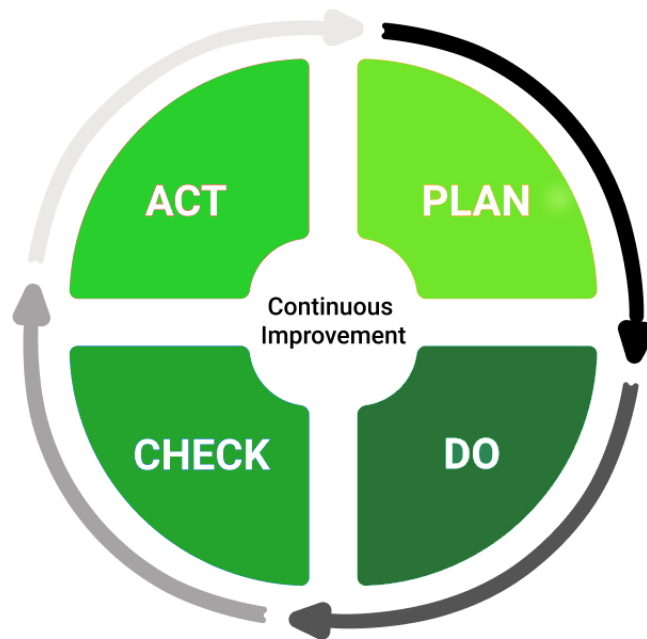 ACT
PLAN
Continuous
Improvement
CHECK
DO